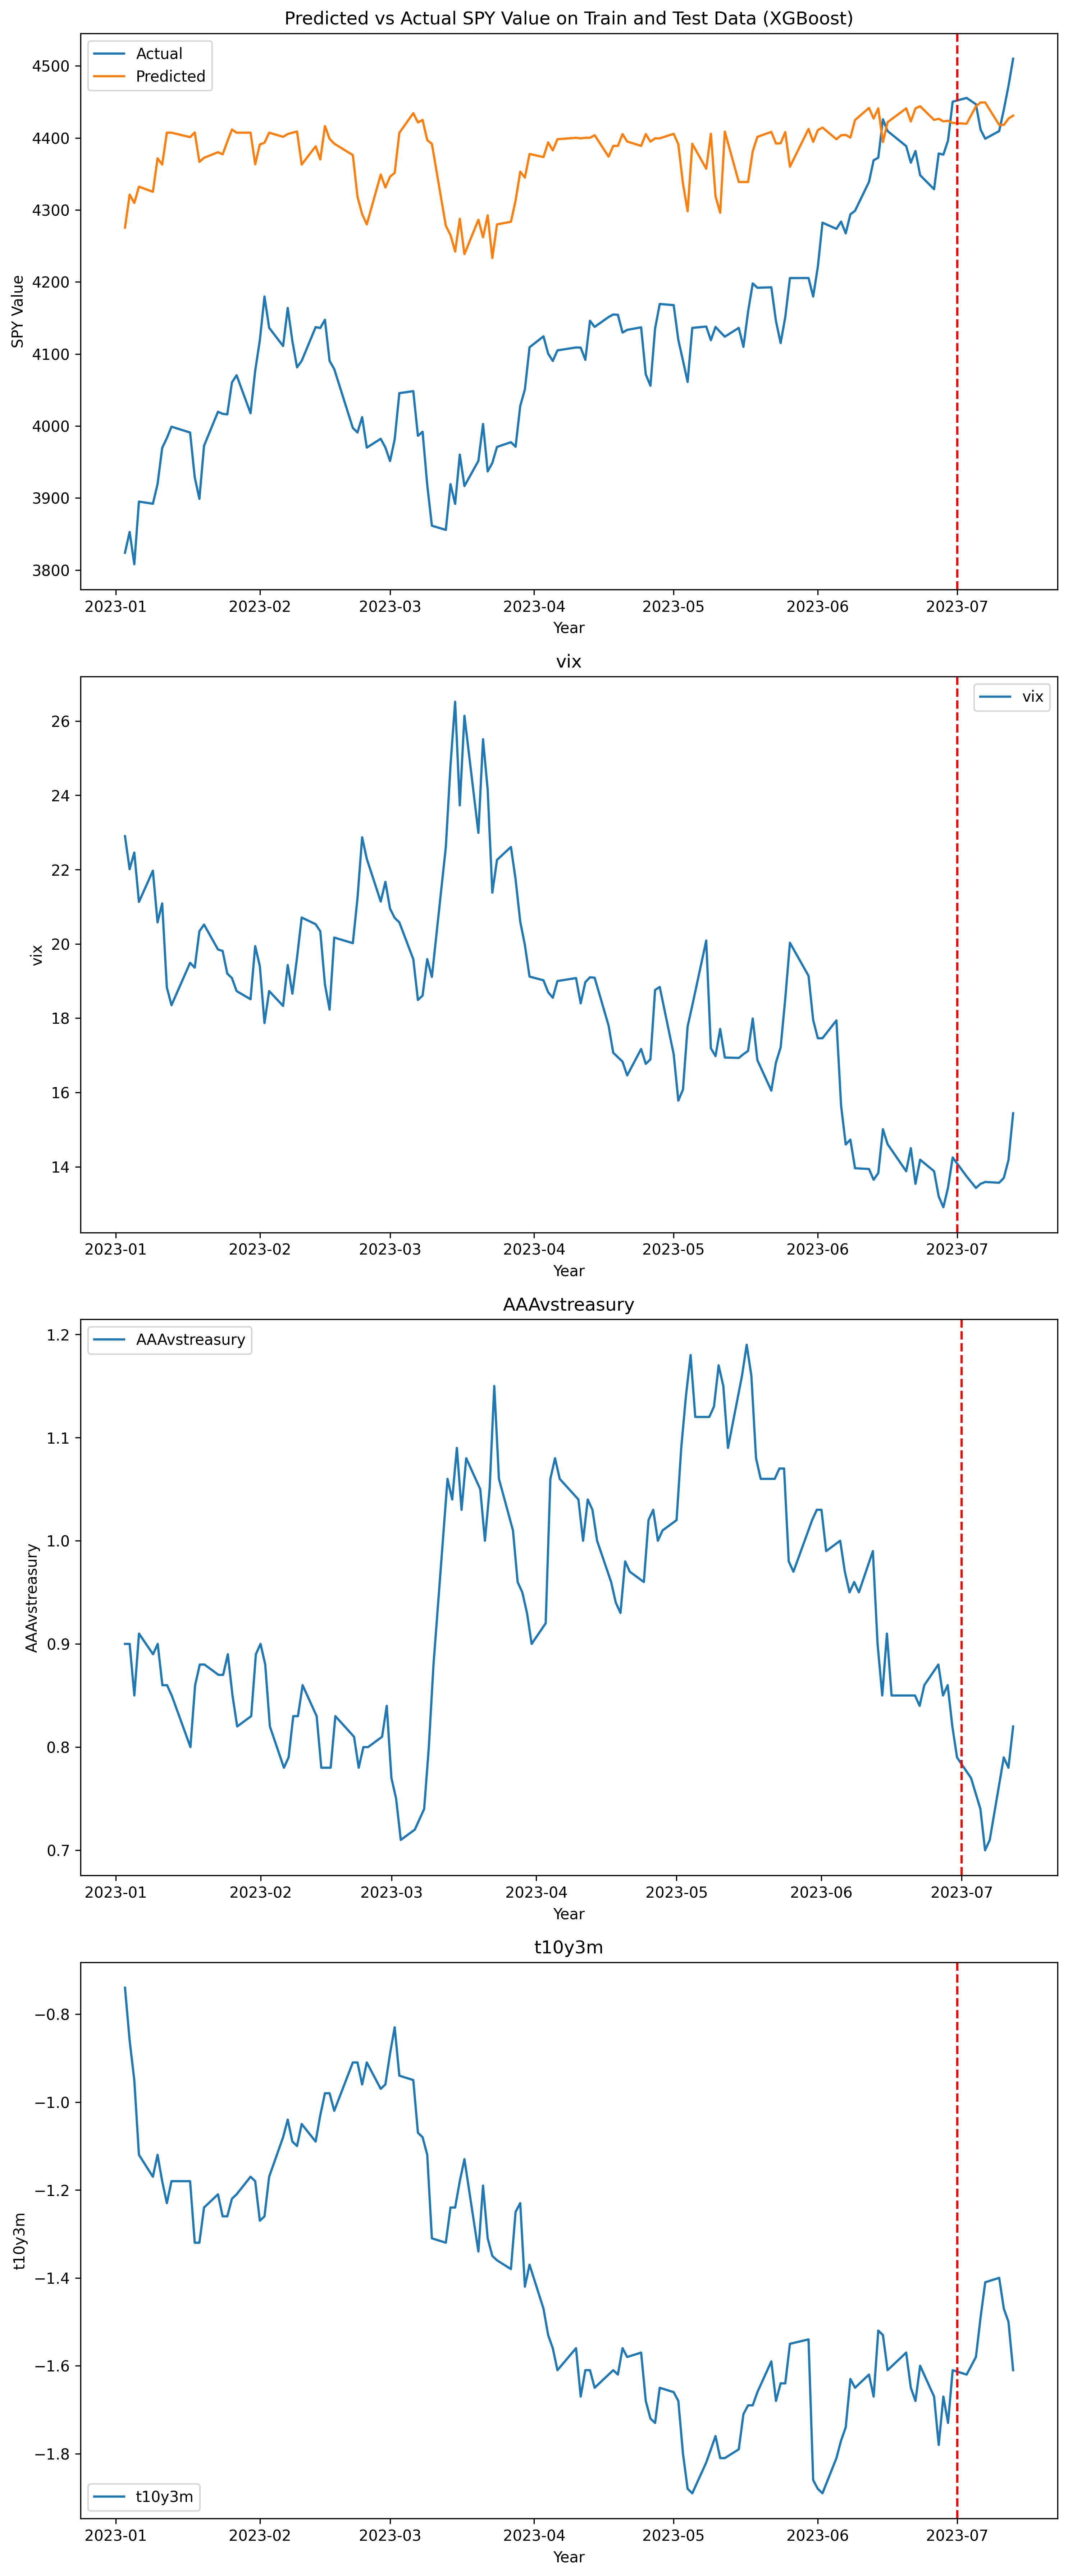 Predicted vs Actual SPY Value on Train and Test Data (XGBoost)
Actual
Predicted
SPY Value
4500
4400
4300
4200
4100
4000
3900
3800
2023-01 2023-02 2023-03 2023-04 2023-05 2023-06 2023-07
Year
vix
vix
vix
26
24
22
20
18
16
14
2023-01 2023-02 2023-03 2023-04 2023-05 2023-06 2023-07
Year
AAAvstreasury
AAAvstreasury
AAAvstreasury
1.2
1.1
1.0
0.9
0.8
0.7
2023-01 2023-02 2023-03 2023-04 2023-05 2023-06 2023-07
Year
t10y3m
t10y3m
−0.8
−1.0
−1.2
−1.4
−1.6
−1.8
t10y3m
2023-01 2023-02 2023-03 2023-04 2023-05 2023-06 2023-07
Year